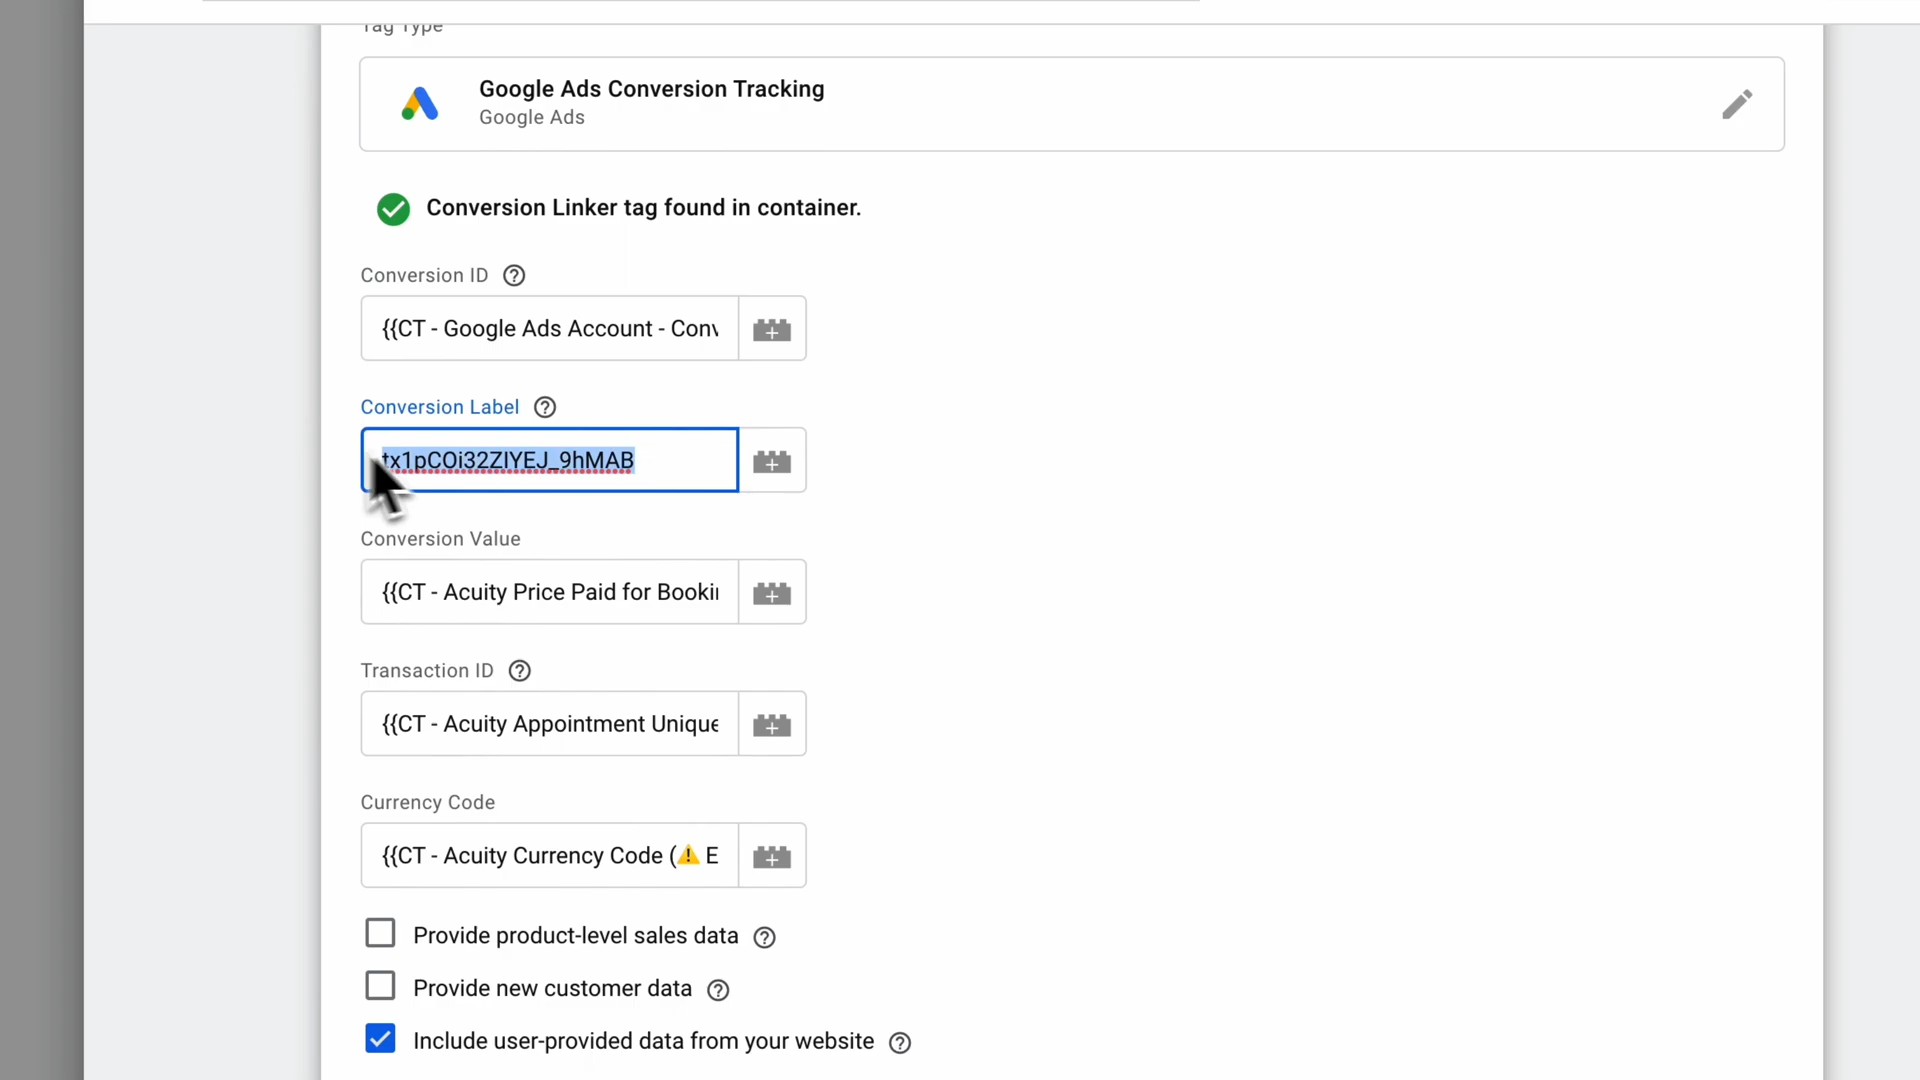 Tag Type
Google Ads Conversion Tracking
Google Ads
Conversion Linker tag found in container.
Conversion ID
{{CT - Google Ads Account - Conv
Conversion Label
tx1pCOi32ZIYEJ_9hMAB
Conversion Value
{{CT - Acuity Price Paid for Bookin
Transaction ID
{{CT - Acuity Appointment Unique
Currency Code
{{CT - Acuity Currency Code (⚠️ E
Provide product-level sales data
Provide new customer data
Include user-provided data from your website